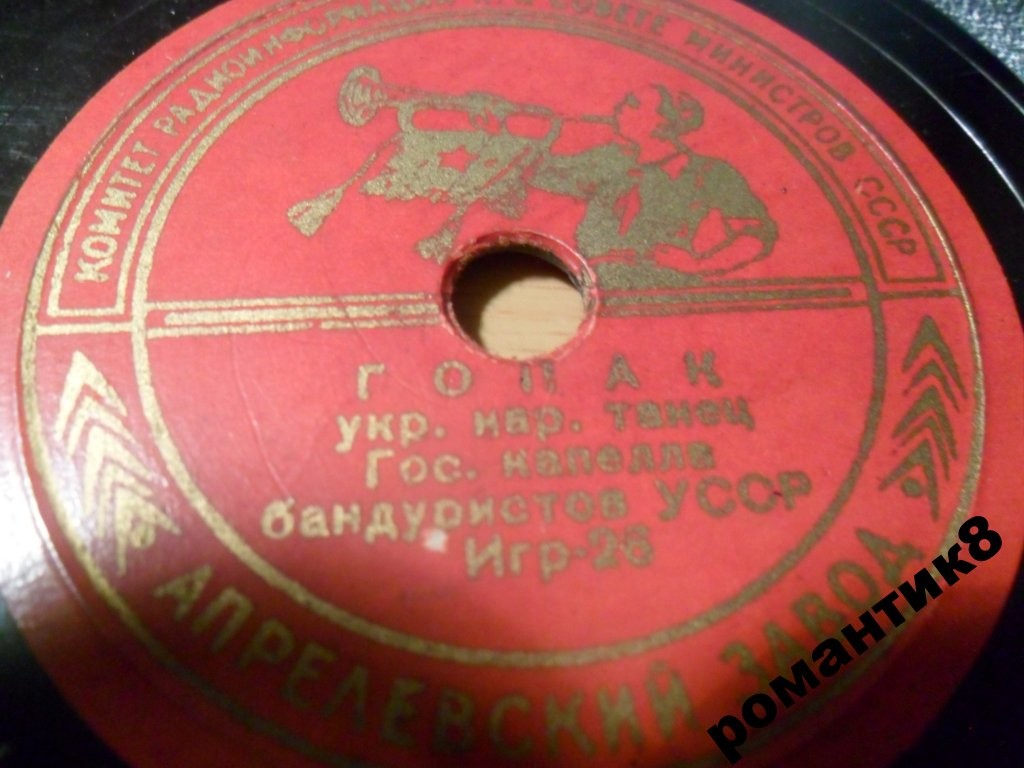 КОМИТЕТ РАДИОИНФОРМАЦИИ ПРИ СОВЕТЕ МИНИСТРОВ СССР
ГОПАК
укр. нар. танец
Гос. капелла
бандуристов УССР
Игр-26
АПРЕЛЕВСКИЙ ЗАВОД
романтик8